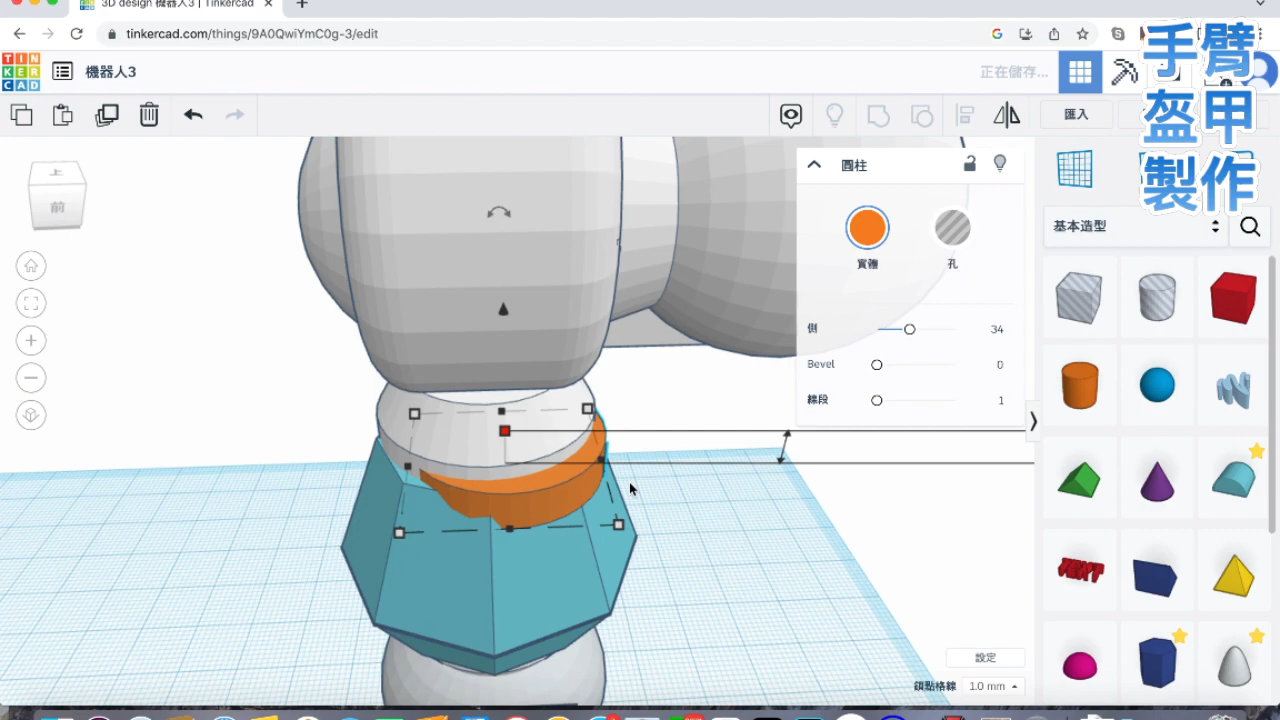 3D design 機器人3 | Tinkercad
tinkercad.com/things/9A0QwiYmC0g-3/edit
手臂
盔甲
製作
TIN
KER
CAD
機器人3
正在儲存...
匯入
上
前
圓柱
實體
孔
側 34
Bevel 0
線段 1
基本造型
TEXT
設定
鎖點格線 1.0 mm